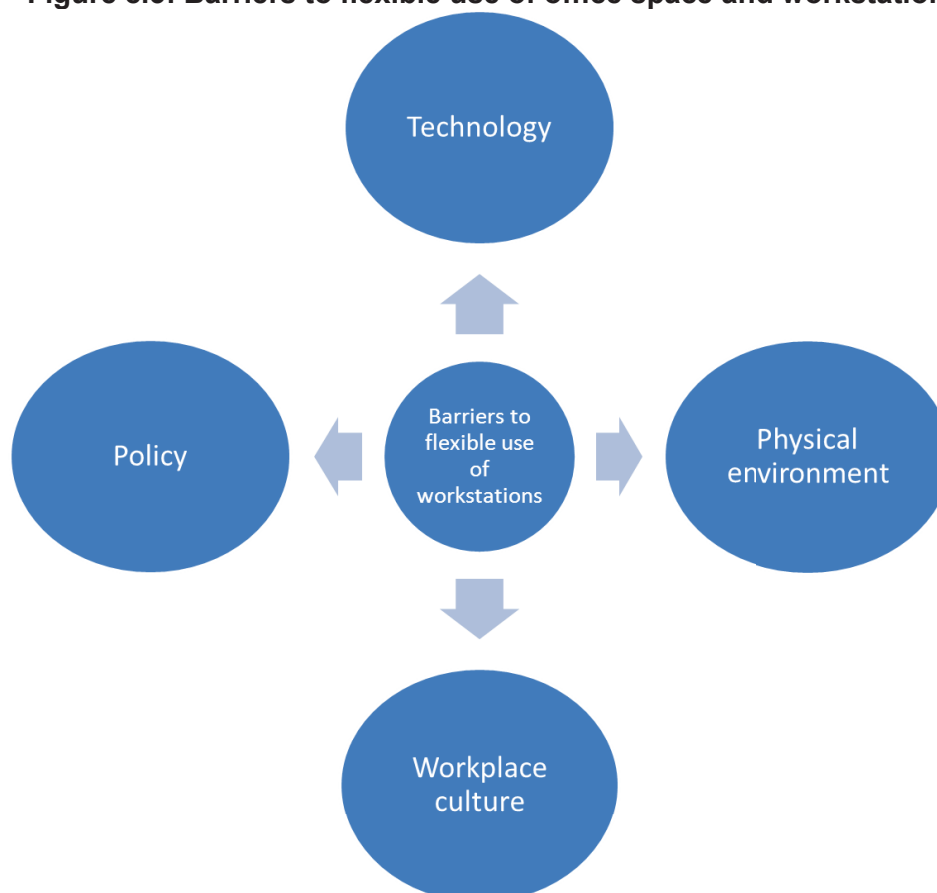 Barriers to flexible use of office space and workstation
Technology
Barriers to
flexible use
of
workstations
Policy
Physical
environment
Workplace
culture